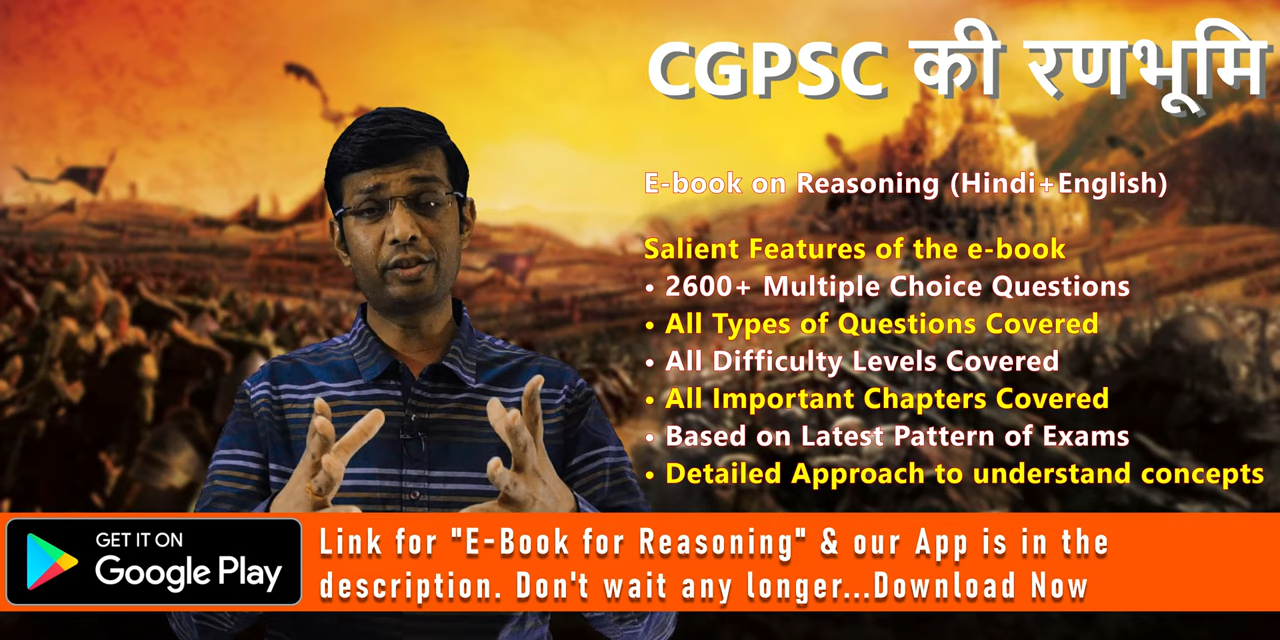 CGPSC की रणभूमि
E-book on Reasoning (Hindi+English)
Salient Features of the e-book
• 2600+ Multiple Choice Questions
• All Types of Questions Covered
• All Difficulty Levels Covered
• All Important Chapters Covered
• Based on Latest Pattern of Exams
• Detailed Approach to understand concepts
GET IT ON
Google Play
Link for "E-Book for Reasoning" & our App is in the
description. Don't wait any longer...Download Now